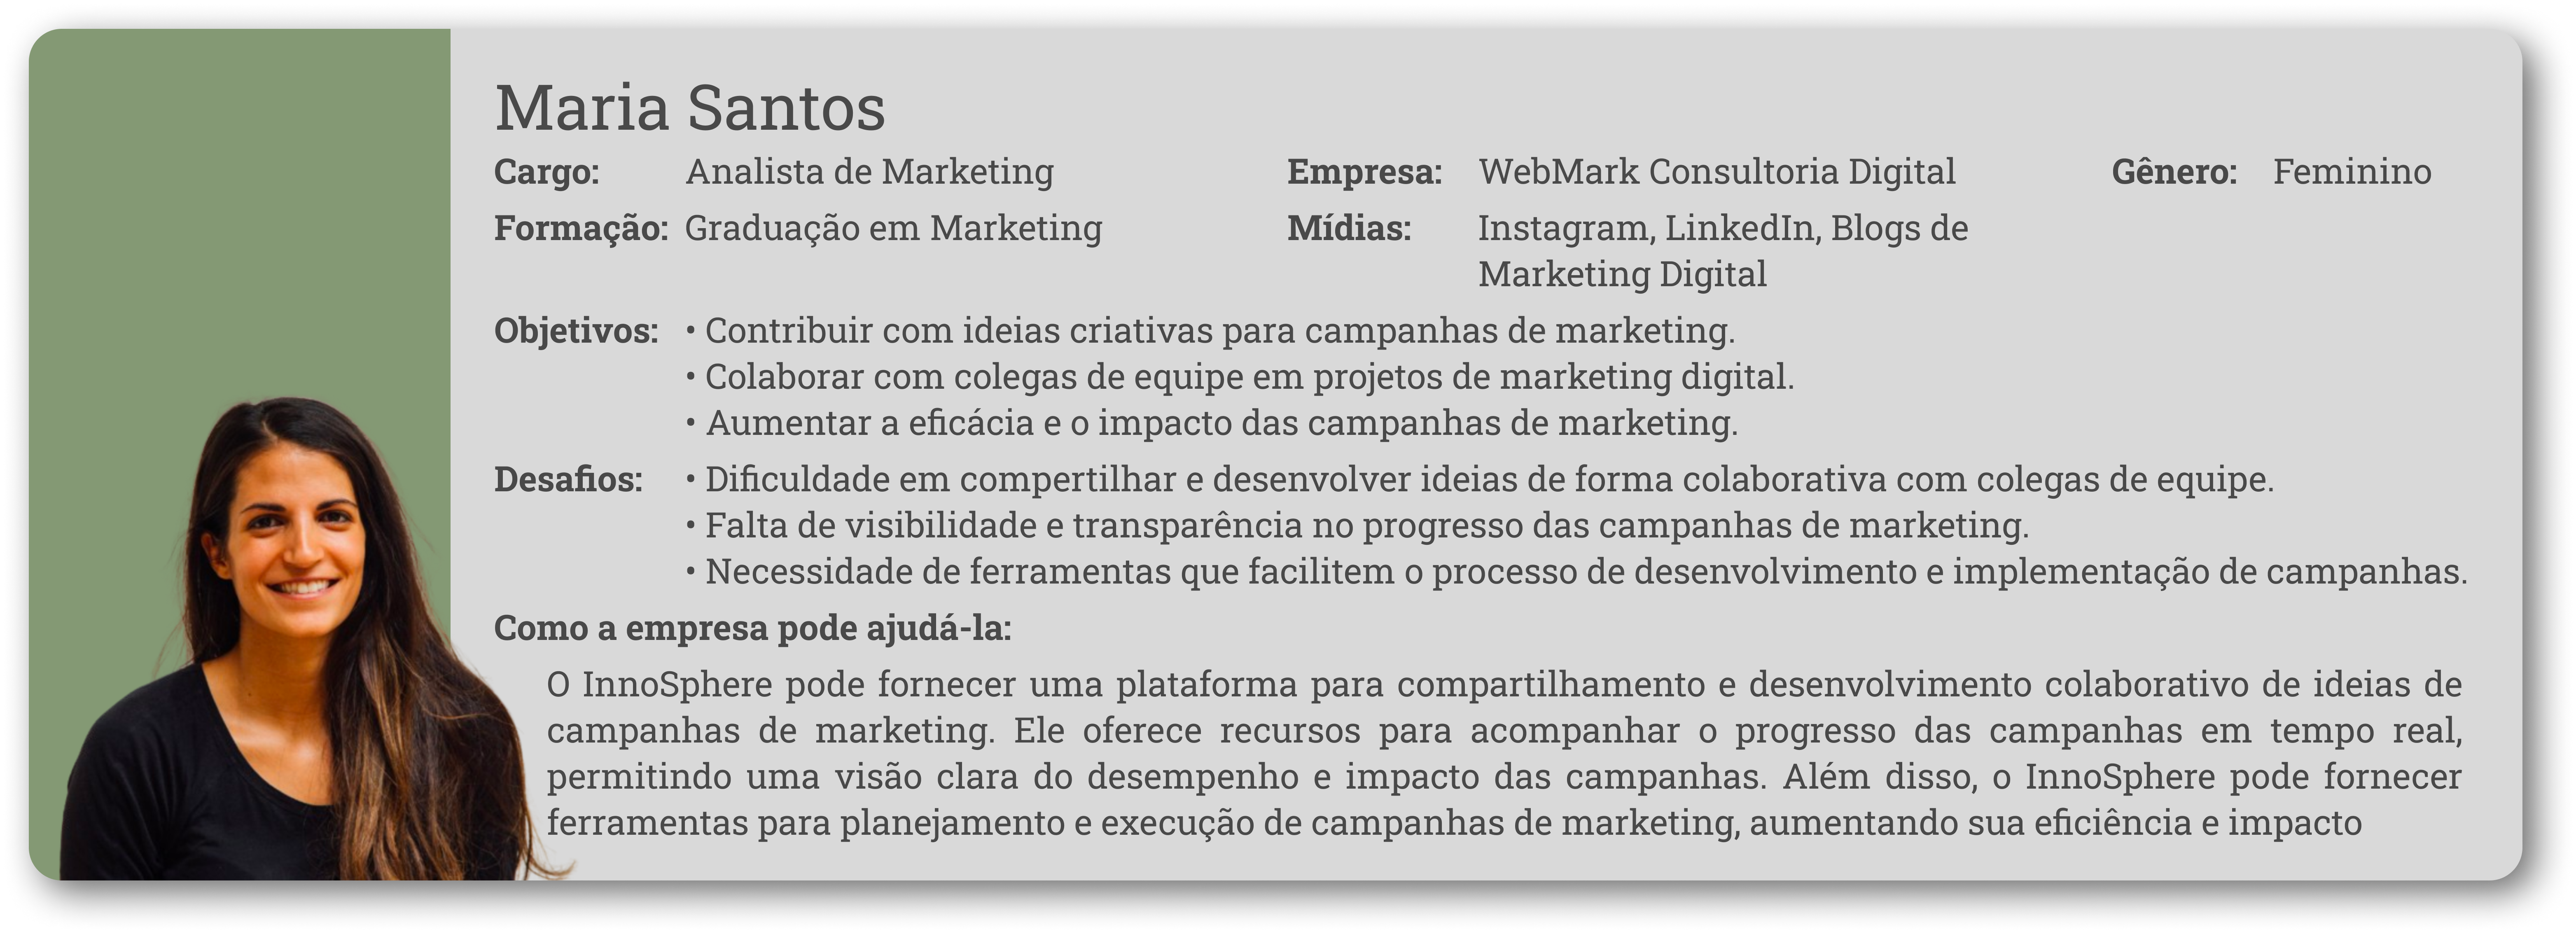 Maria Santos
Cargo: Analista de Marketing Empresa: WebMark Consultoria Digital Gênero: Feminino
Formação: Graduação em Marketing Mídias: Instagram, LinkedIn, Blogs de
Marketing Digital
Objetivos: • Contribuir com ideias criativas para campanhas de marketing.
• Colaborar com colegas de equipe em projetos de marketing digital.
• Aumentar a eficácia e o impacto das campanhas de marketing.
Desafios: • Dificuldade em compertilhar e desenvolver ideias de forma colaborativa com colegas de equipe.
• Falta de visibilidade e transparência no progresso das campanhas de marketing.
• Necessidade de ferramentas que facilitem o processo de desenvolvimento e implementação de campanhas.
Como a empresa pode ajudá-la:
O InnoSphere pode fornecer uma plataforma para compartilhamento e desenvolvimento colaborativo de ideias de
campanhas de marketing. Ele oferece recursos para acompanhar o progresso das campanhas em tempo real,
permitindo uma visão clara do desempenho e impacto das campanhas. Além disso, o InnoSphere pode fornecer
ferramentas para planejamento e execução de campanhas de marketing, aumentando sua eficiência e impacto